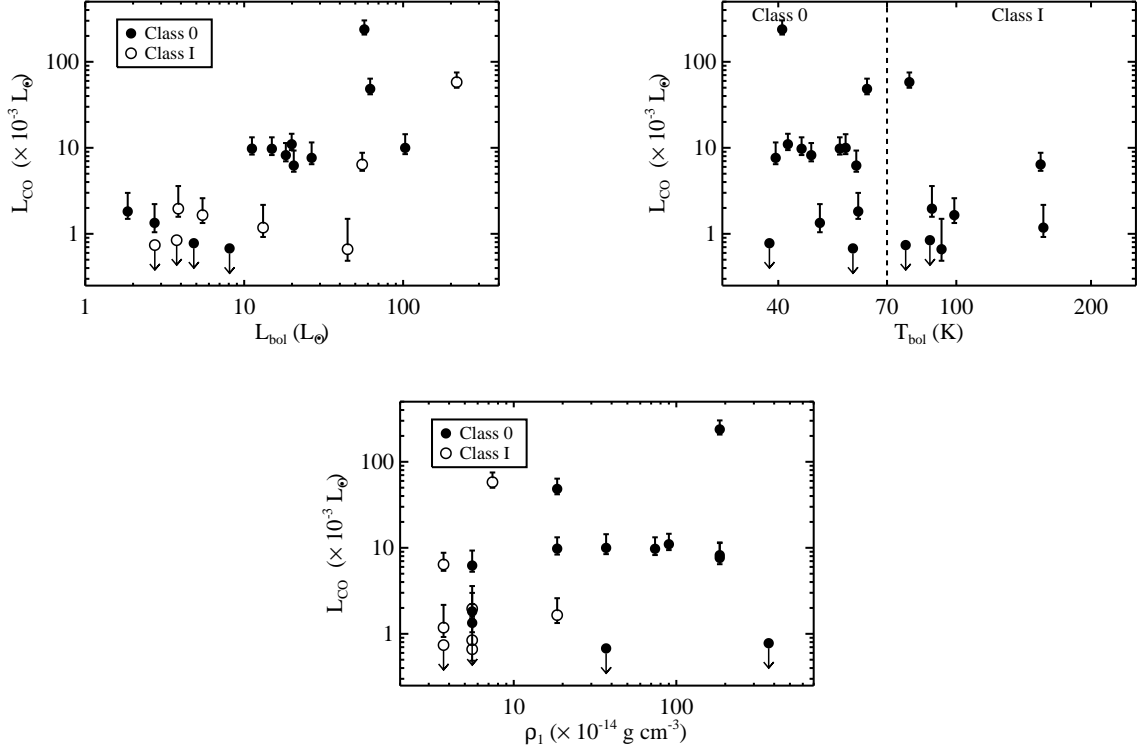 Class 0
Class I
100
10
1
L_CO (× 10^-3 L_⊙)
1
10
100
L_bol (L_⊙)
Class 0
Class I
100
10
1
L_CO (× 10^-3 L_⊙)
40
70
100
200
T_bol (K)
Class 0
Class I
100
10
1
L_CO (× 10^-3 L_⊙)
10
100
ρ_1 (× 10^-14 g cm^-3)